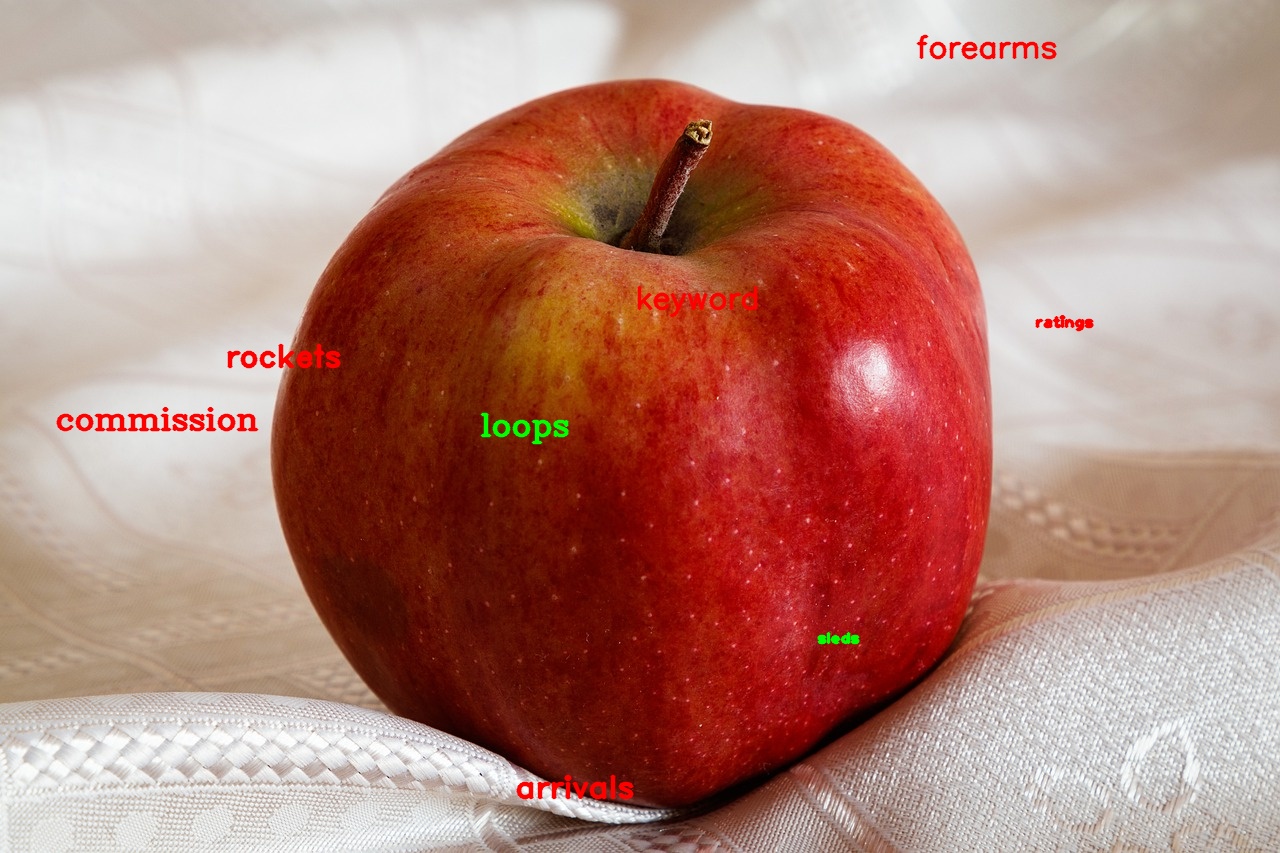 forearms
keyword
ratings
rockets
commission
loops
sleds
arrivals